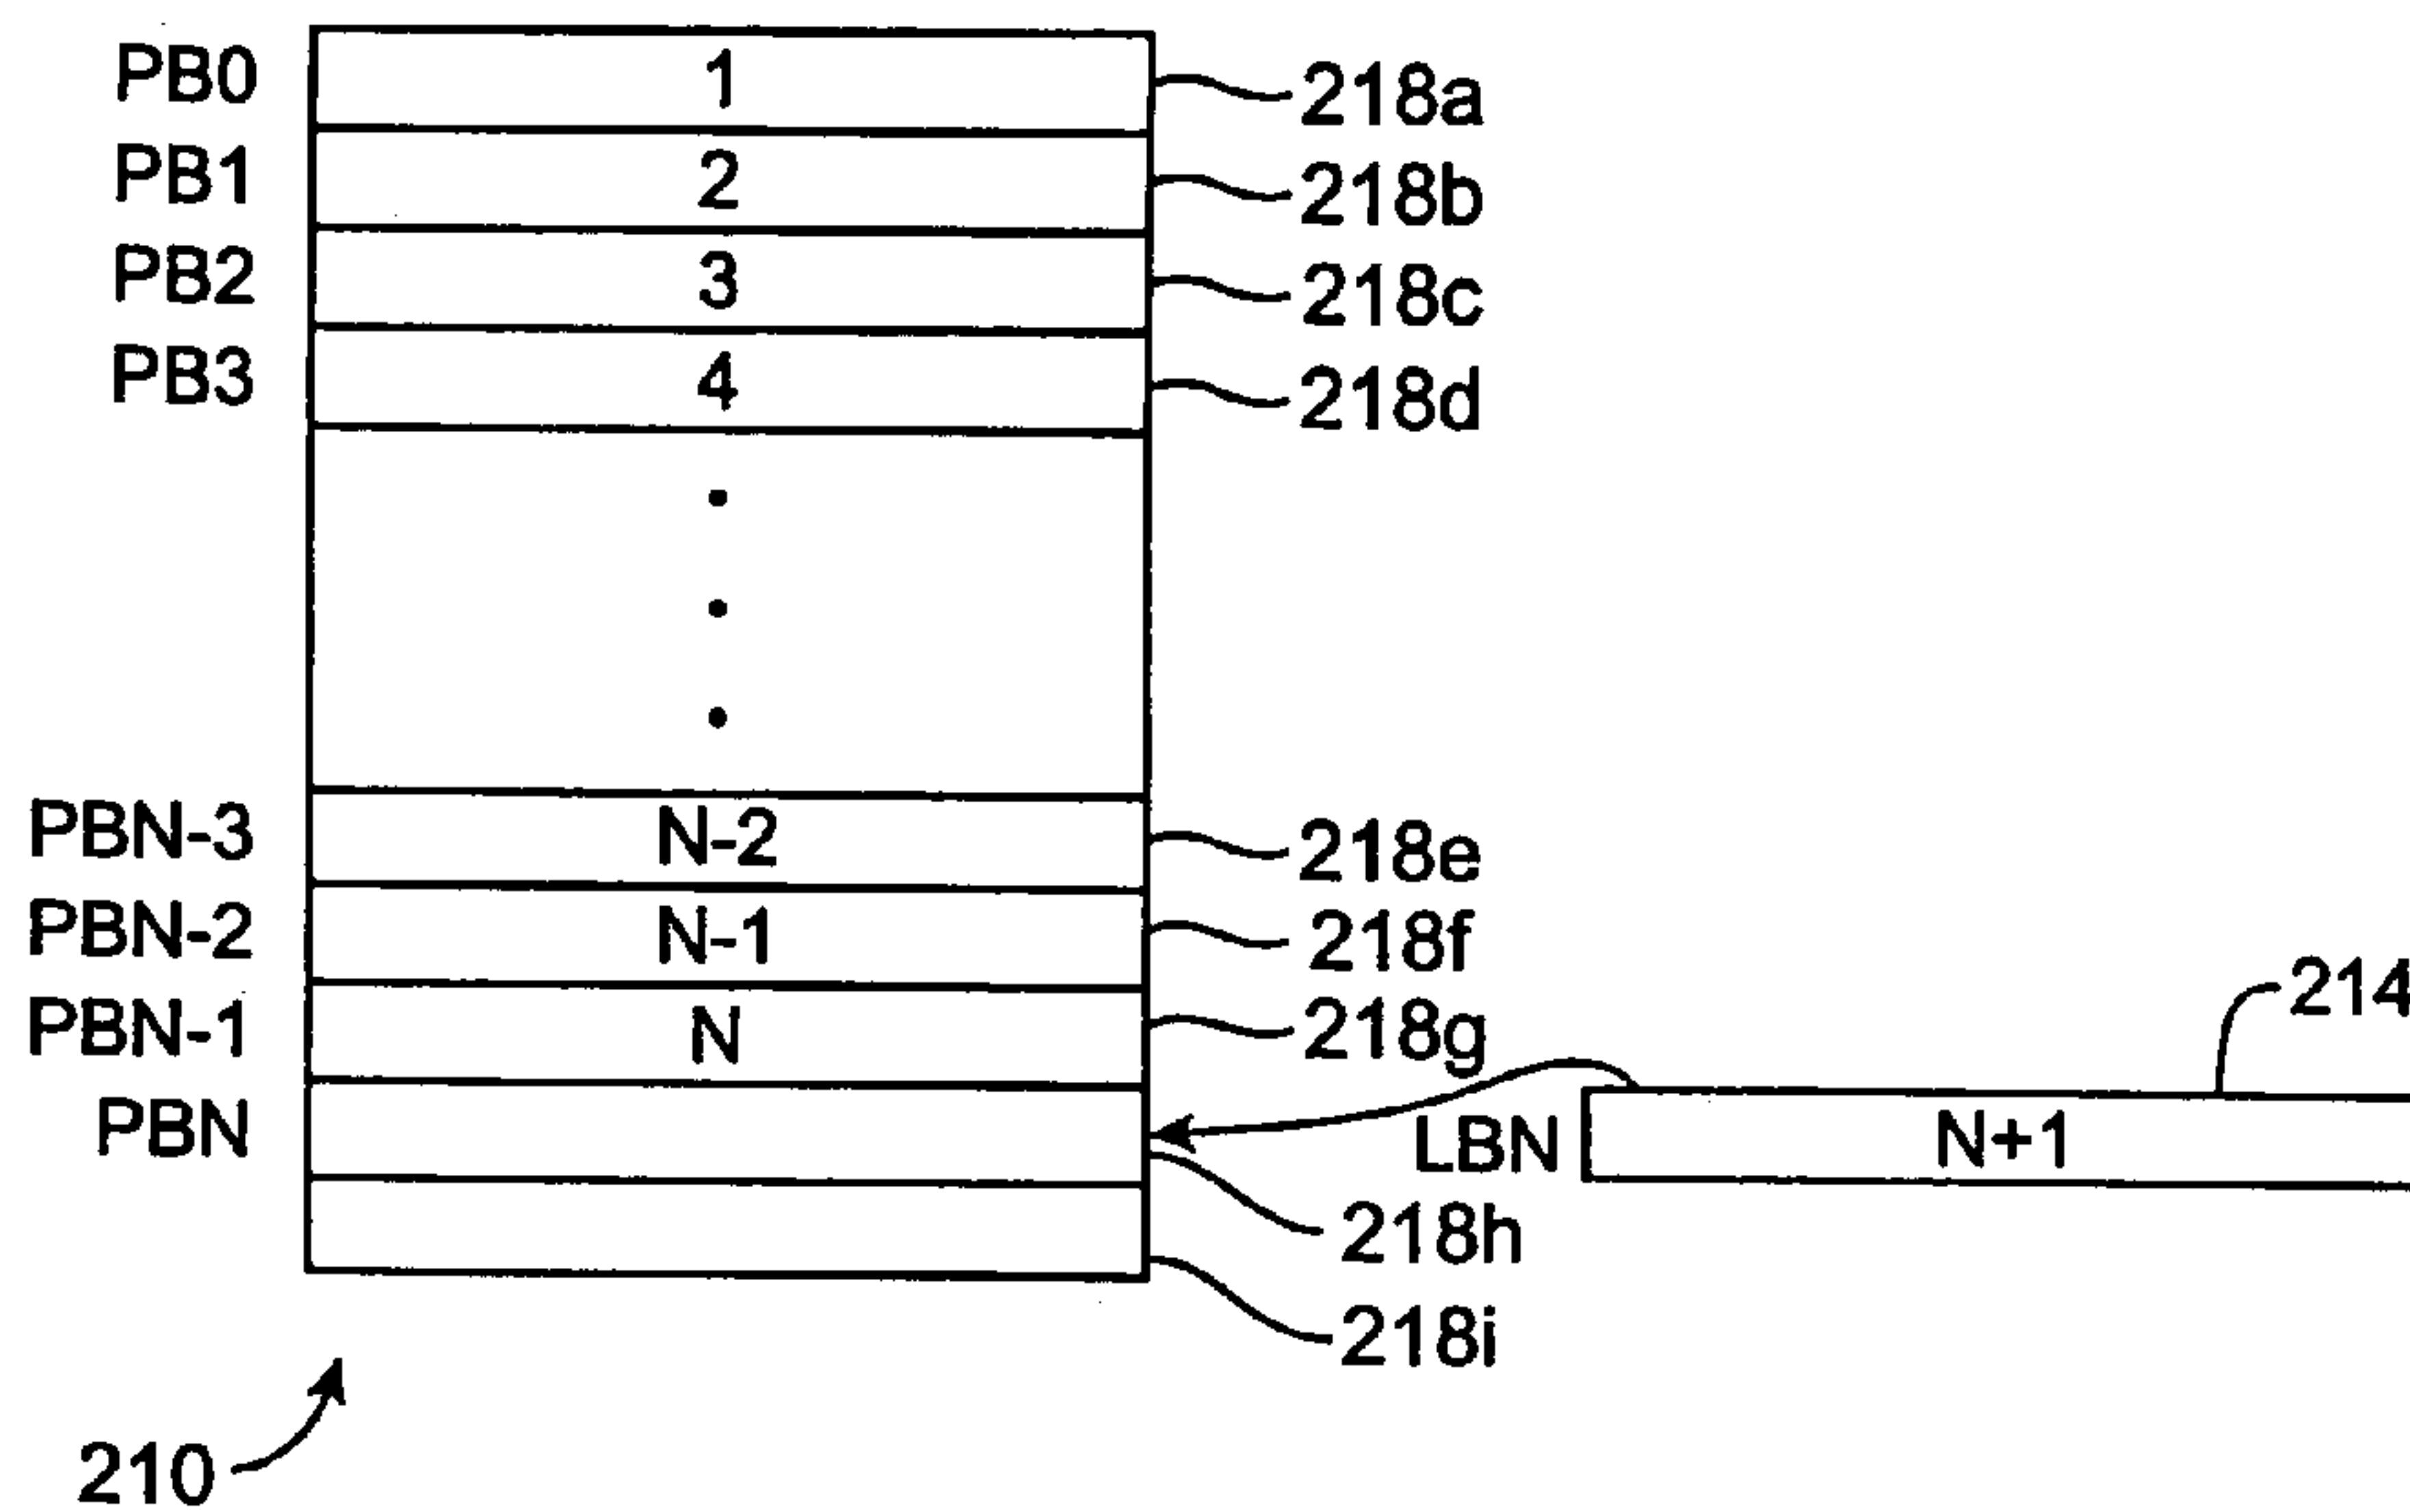 PB0 1 218a
PB1 2 218b
PB2 3 218c
PB3 4 218d
PBN-3 N-2 218e
PBN-2 N-1 218f
PBN-1 N 218g
214
PBN LBN N+1
218h
218i
210